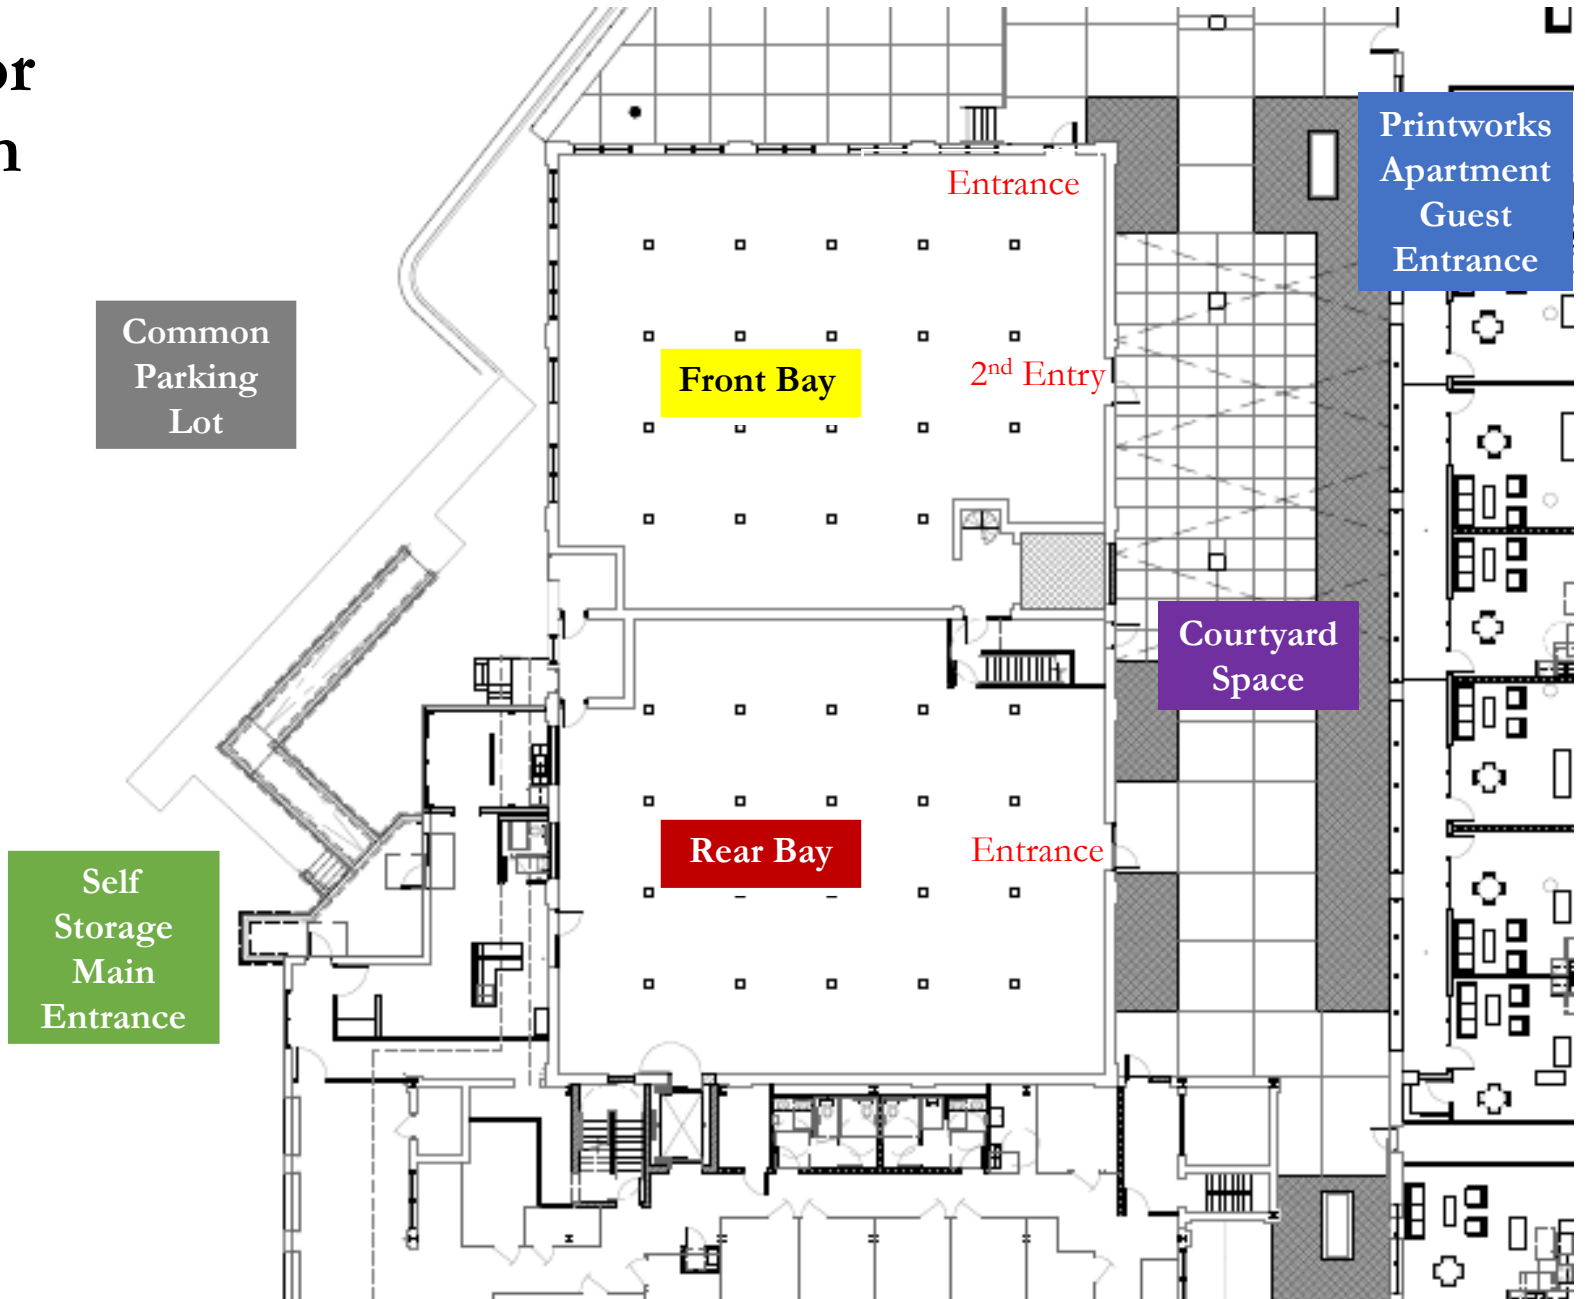 or
n
Printworks
Apartment
Guest
Entrance
Entrance
Common
Parking
Lot
Front Bay
2nd Entry
Courtyard
Space
Rear Bay
Entrance
Self
Storage
Main
Entrance